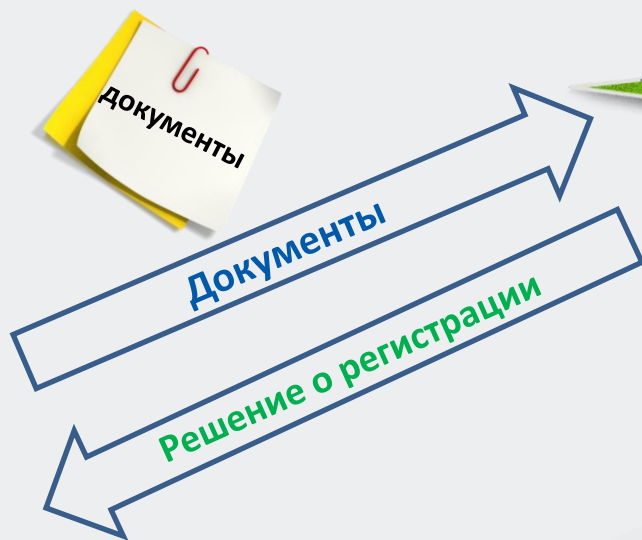 документы
Документы
Решение о регистрации